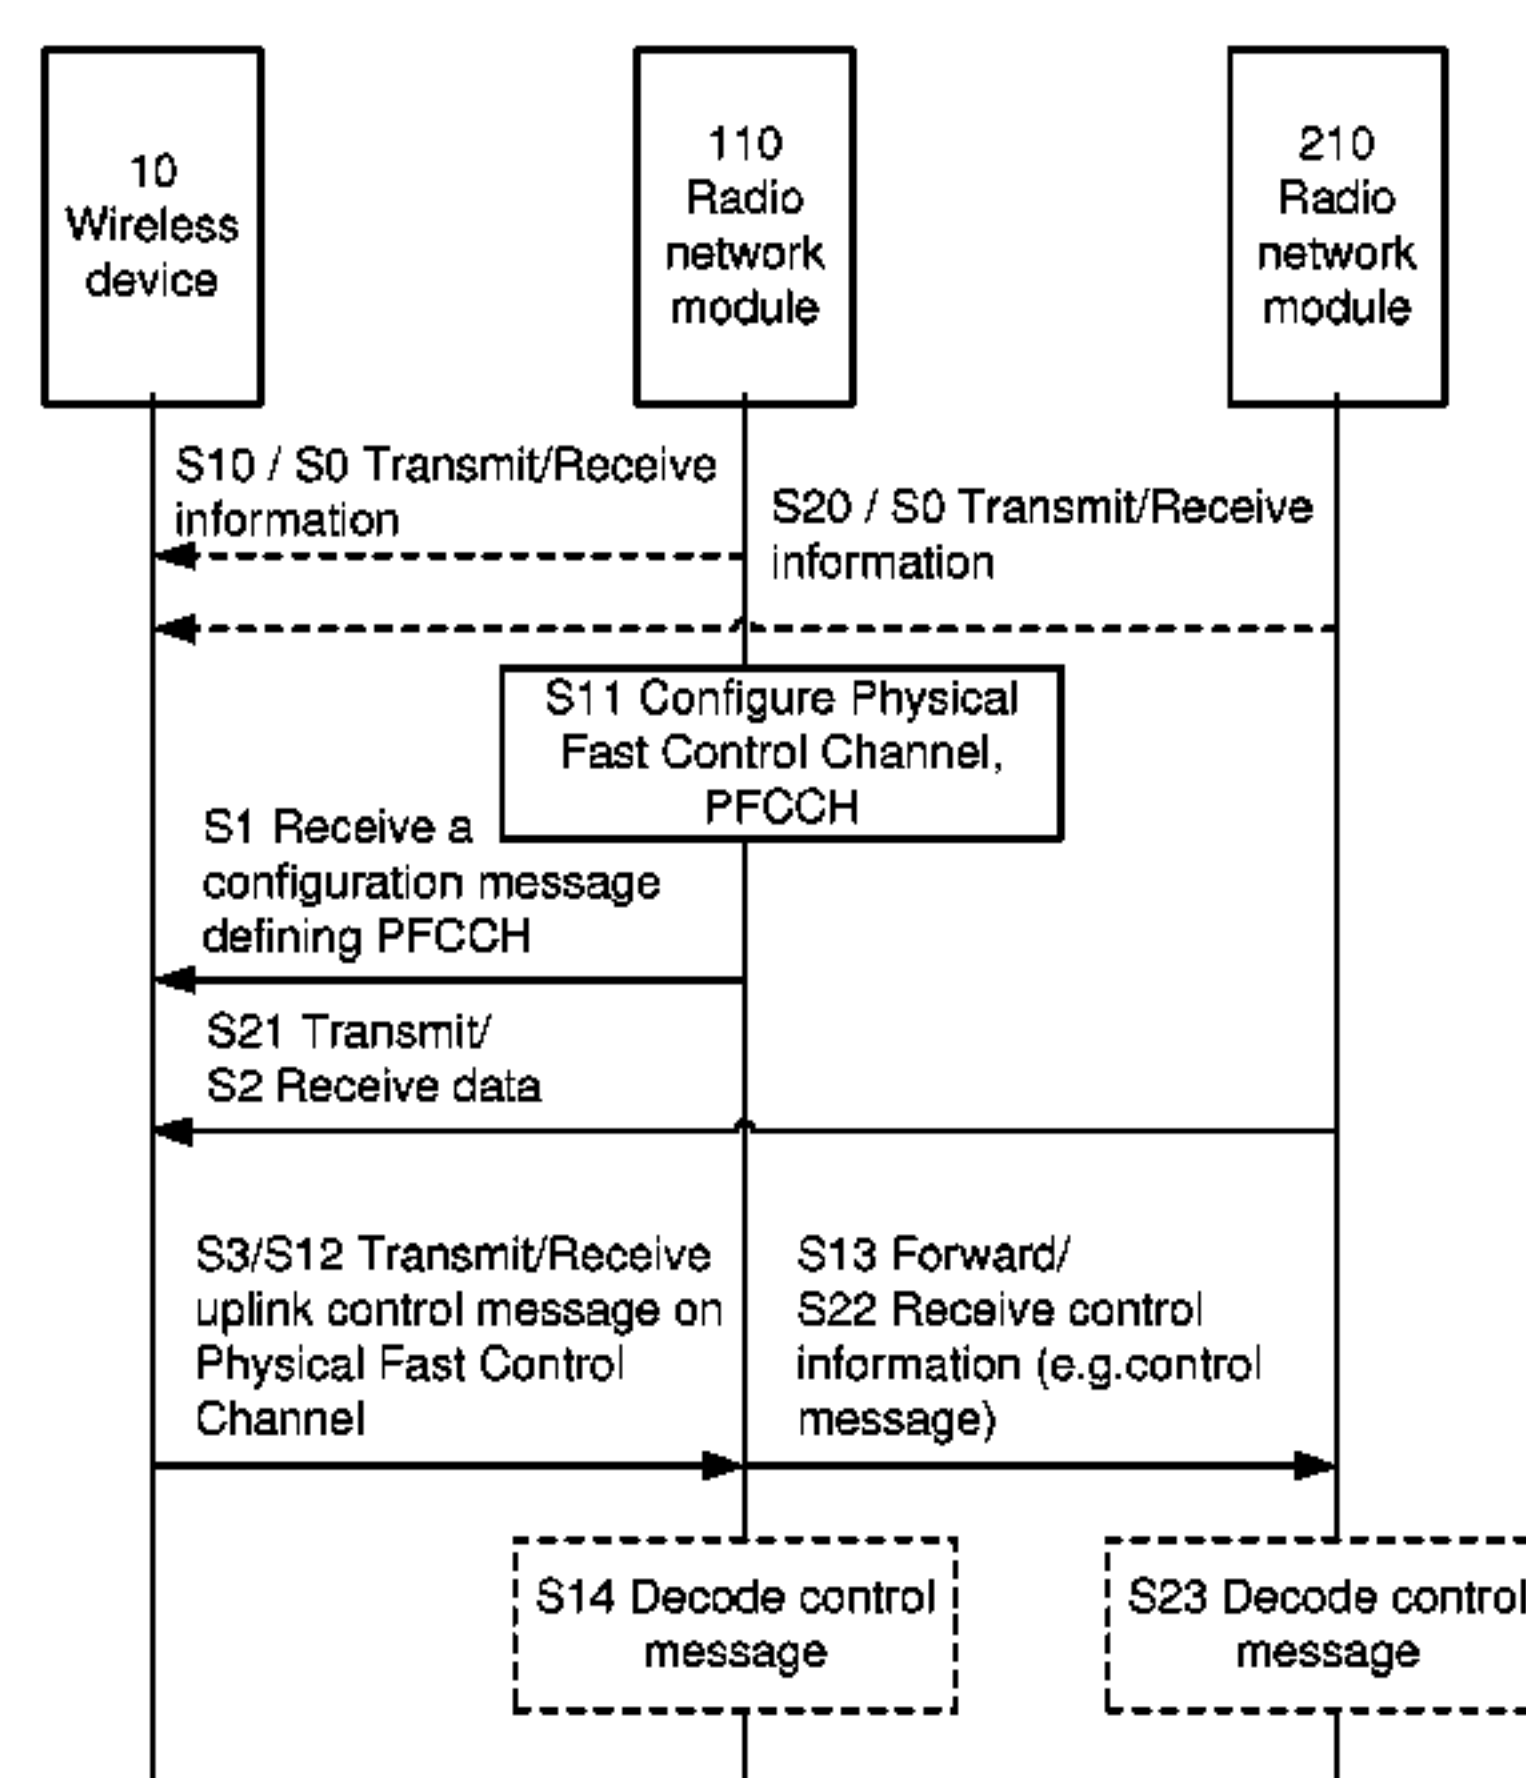 10
Wireless
device
110
Radio
network
module
210
Radio
network
module
S10 / S0 Transmit/Receive
information
S20 / S0 Transmit/Receive
information
S11 Configure Physical
Fast Control Channel,
PFCCH
S1 Receive a
configuration message
defining PFCCH
S21 Transmit/
S2 Receive data
S3/S12 Transmit/Receive
uplink control message on
Physical Fast Control
Channel
S13 Forward/
S22 Receive control
information (e.g.control
message)
S14 Decode control
message
S23 Decode control
message